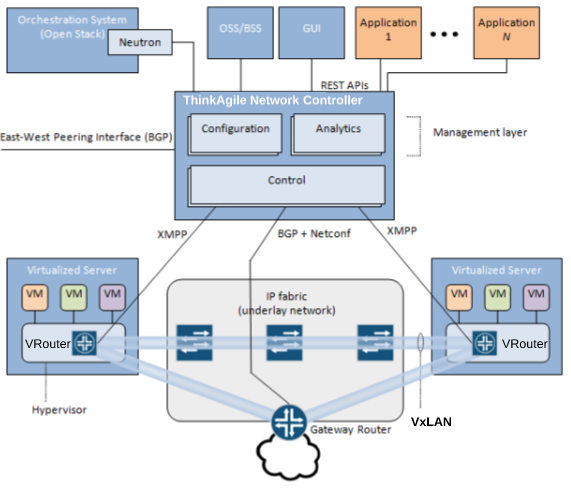 Orchestration System
(Open Stack)
Neutron
OSS/BSS
GUI
Application
1
Application
N
REST APIs
ThinkAgile Network Controller
Configuration
Analytics
Control
East-West Peering Interface (BGP)
Management layer
XMPP
BGP + Netconf
XMPP
Virtualized Server
VM
VM
VM
VRouter
Hypervisor
IP fabric
(underlay network)
Virtualized Server
VM
VM
VM
VRouter
VxLAN
Gateway Router